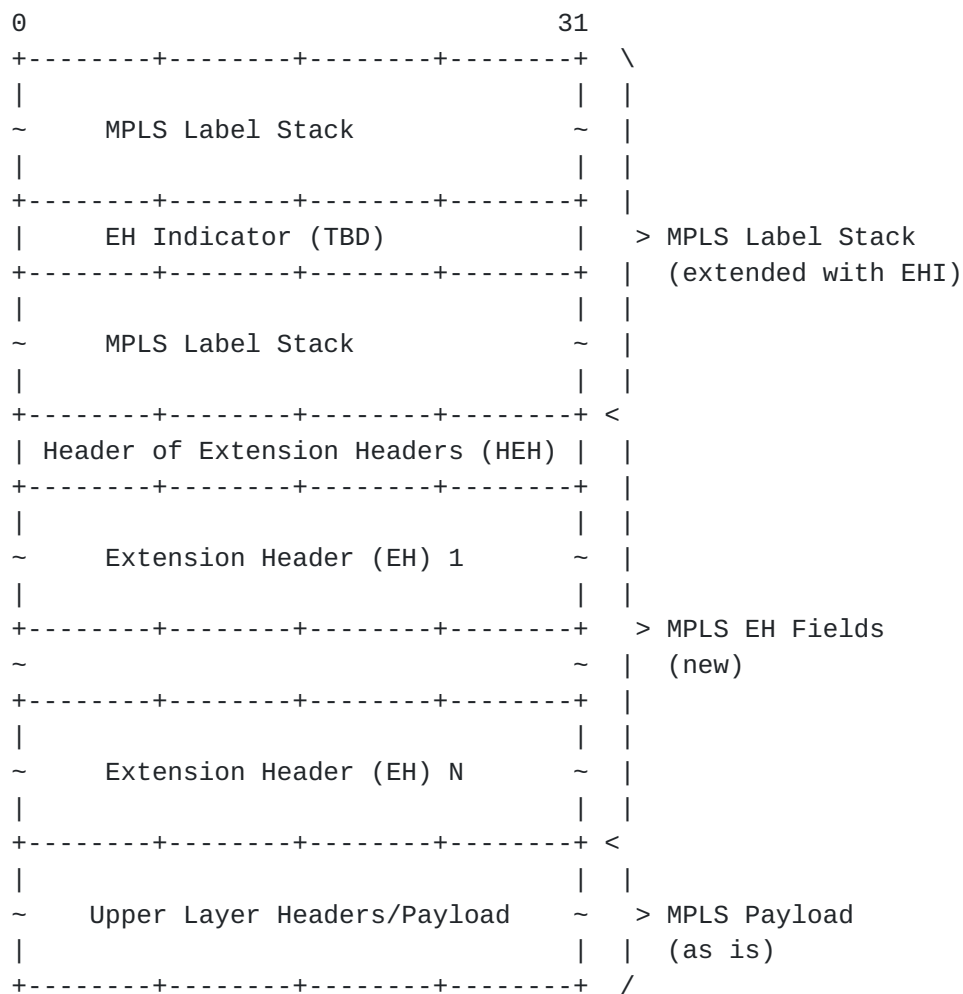 0                                  31
+--------+--------+--------+--------+  \
|                                   |  |
~     MPLS Label Stack              ~  |
|                                   |  |
+--------+--------+--------+--------+  |
|     EH Indicator (TBD)            |   > MPLS Label Stack
+--------+--------+--------+--------+  |  (extended with EHI)
|                                   |  |
~     MPLS Label Stack              ~  |
|                                   |  |
+--------+--------+--------+--------+ <
| Header of Extension Headers (HEH) |  |
+--------+--------+--------+--------+  |
|                                   |  |
~     Extension Header (EH) 1       ~  |
|                                   |  |
+--------+--------+--------+--------+   > MPLS EH Fields
~                                   ~  |  (new)
+--------+--------+--------+--------+  |
|                                   |  |
~     Extension Header (EH) N       ~  |
|                                   |  |
+--------+--------+--------+--------+ <
|                                   |  |
~    Upper Layer Headers/Payload    ~   > MPLS Payload
|                                   |  |  (as is)
+--------+--------+--------+--------+  /